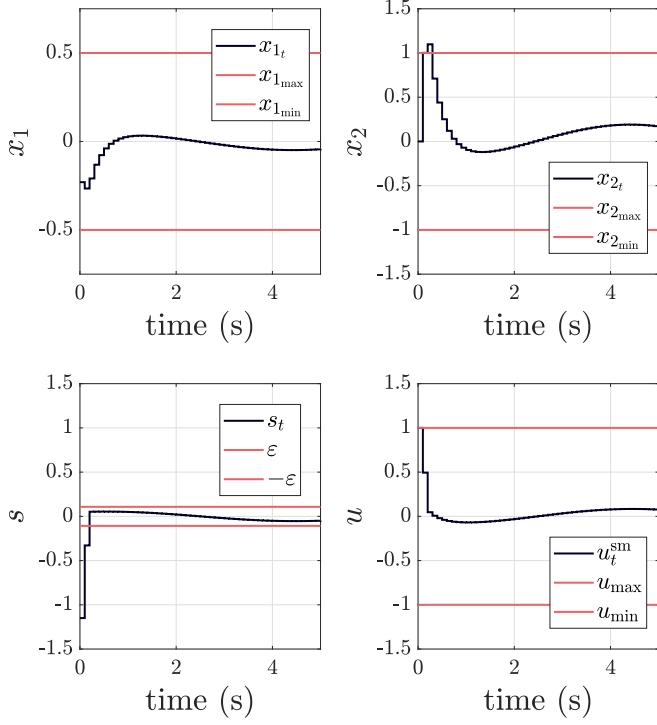 0.5
0
-0.5
x₁
x₁ₜ
x₁max
x₁min
0 2 4
time (s)
1.5
1
0.5
0
-0.5
-1
-1.5
x₂
x₂ₜ
x₂max
x₂min
0 2 4
time (s)
1.5
1
0.5
0
-0.5
-1
-1.5
s
sₜ
ε
−ε
0 2 4
time (s)
1.5
1
0.5
0
-0.5
-1
-1.5
u
uₜˢᵐ
umax
umin
0 2 4
time (s)